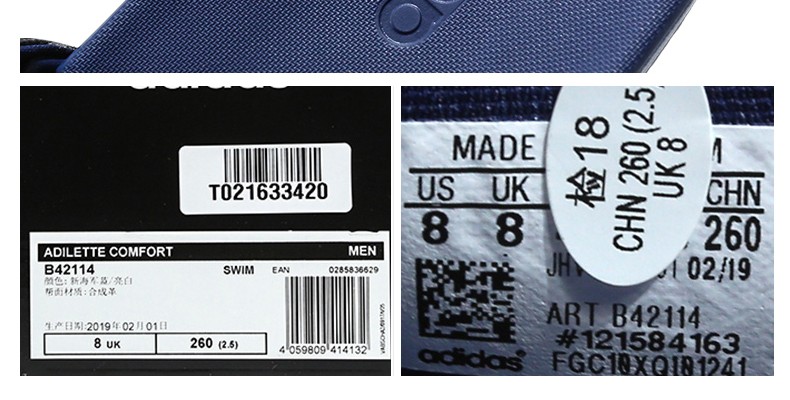 T021633420
ADILETTE COMFORT MEN
B42114 SWIM EAN 0285836629
颜色: 新海军蓝/亮白
帮面材质: 合成革
生产日期:2019年02月01日
8 UK 260 (2.5)
4 059809 414132
MADE
US UK CHN
8 8 260
检18
CHN 260 (2.5)
UK 8
02/19
ART B42114
#121584163
adidas
FGC10XQI01241